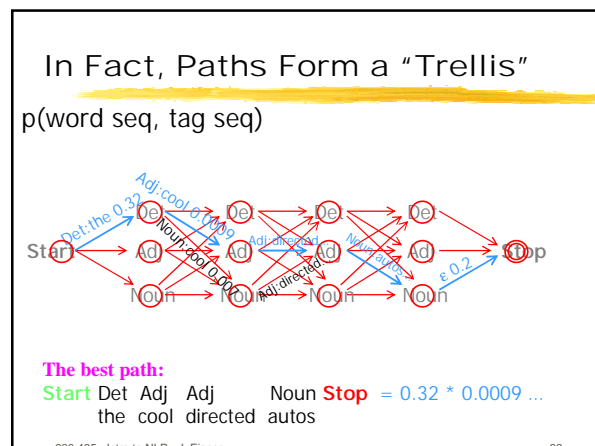 In Fact, Paths Form a "Trellis"
p(word seq, tag seq)
Det:the 0.32
Adj:cool 0.0009
Noun:cool 0.007
Adj:directed...
Adj:directed...
Noun:autos...
ε 0.2
Det Det Det Det
Start Adj Adj Adj Adj Stop
Noun Noun Noun Noun
The best path:
Start Det Adj Adj Noun Stop = 0.32 * 0.0009 ...
the cool directed autos